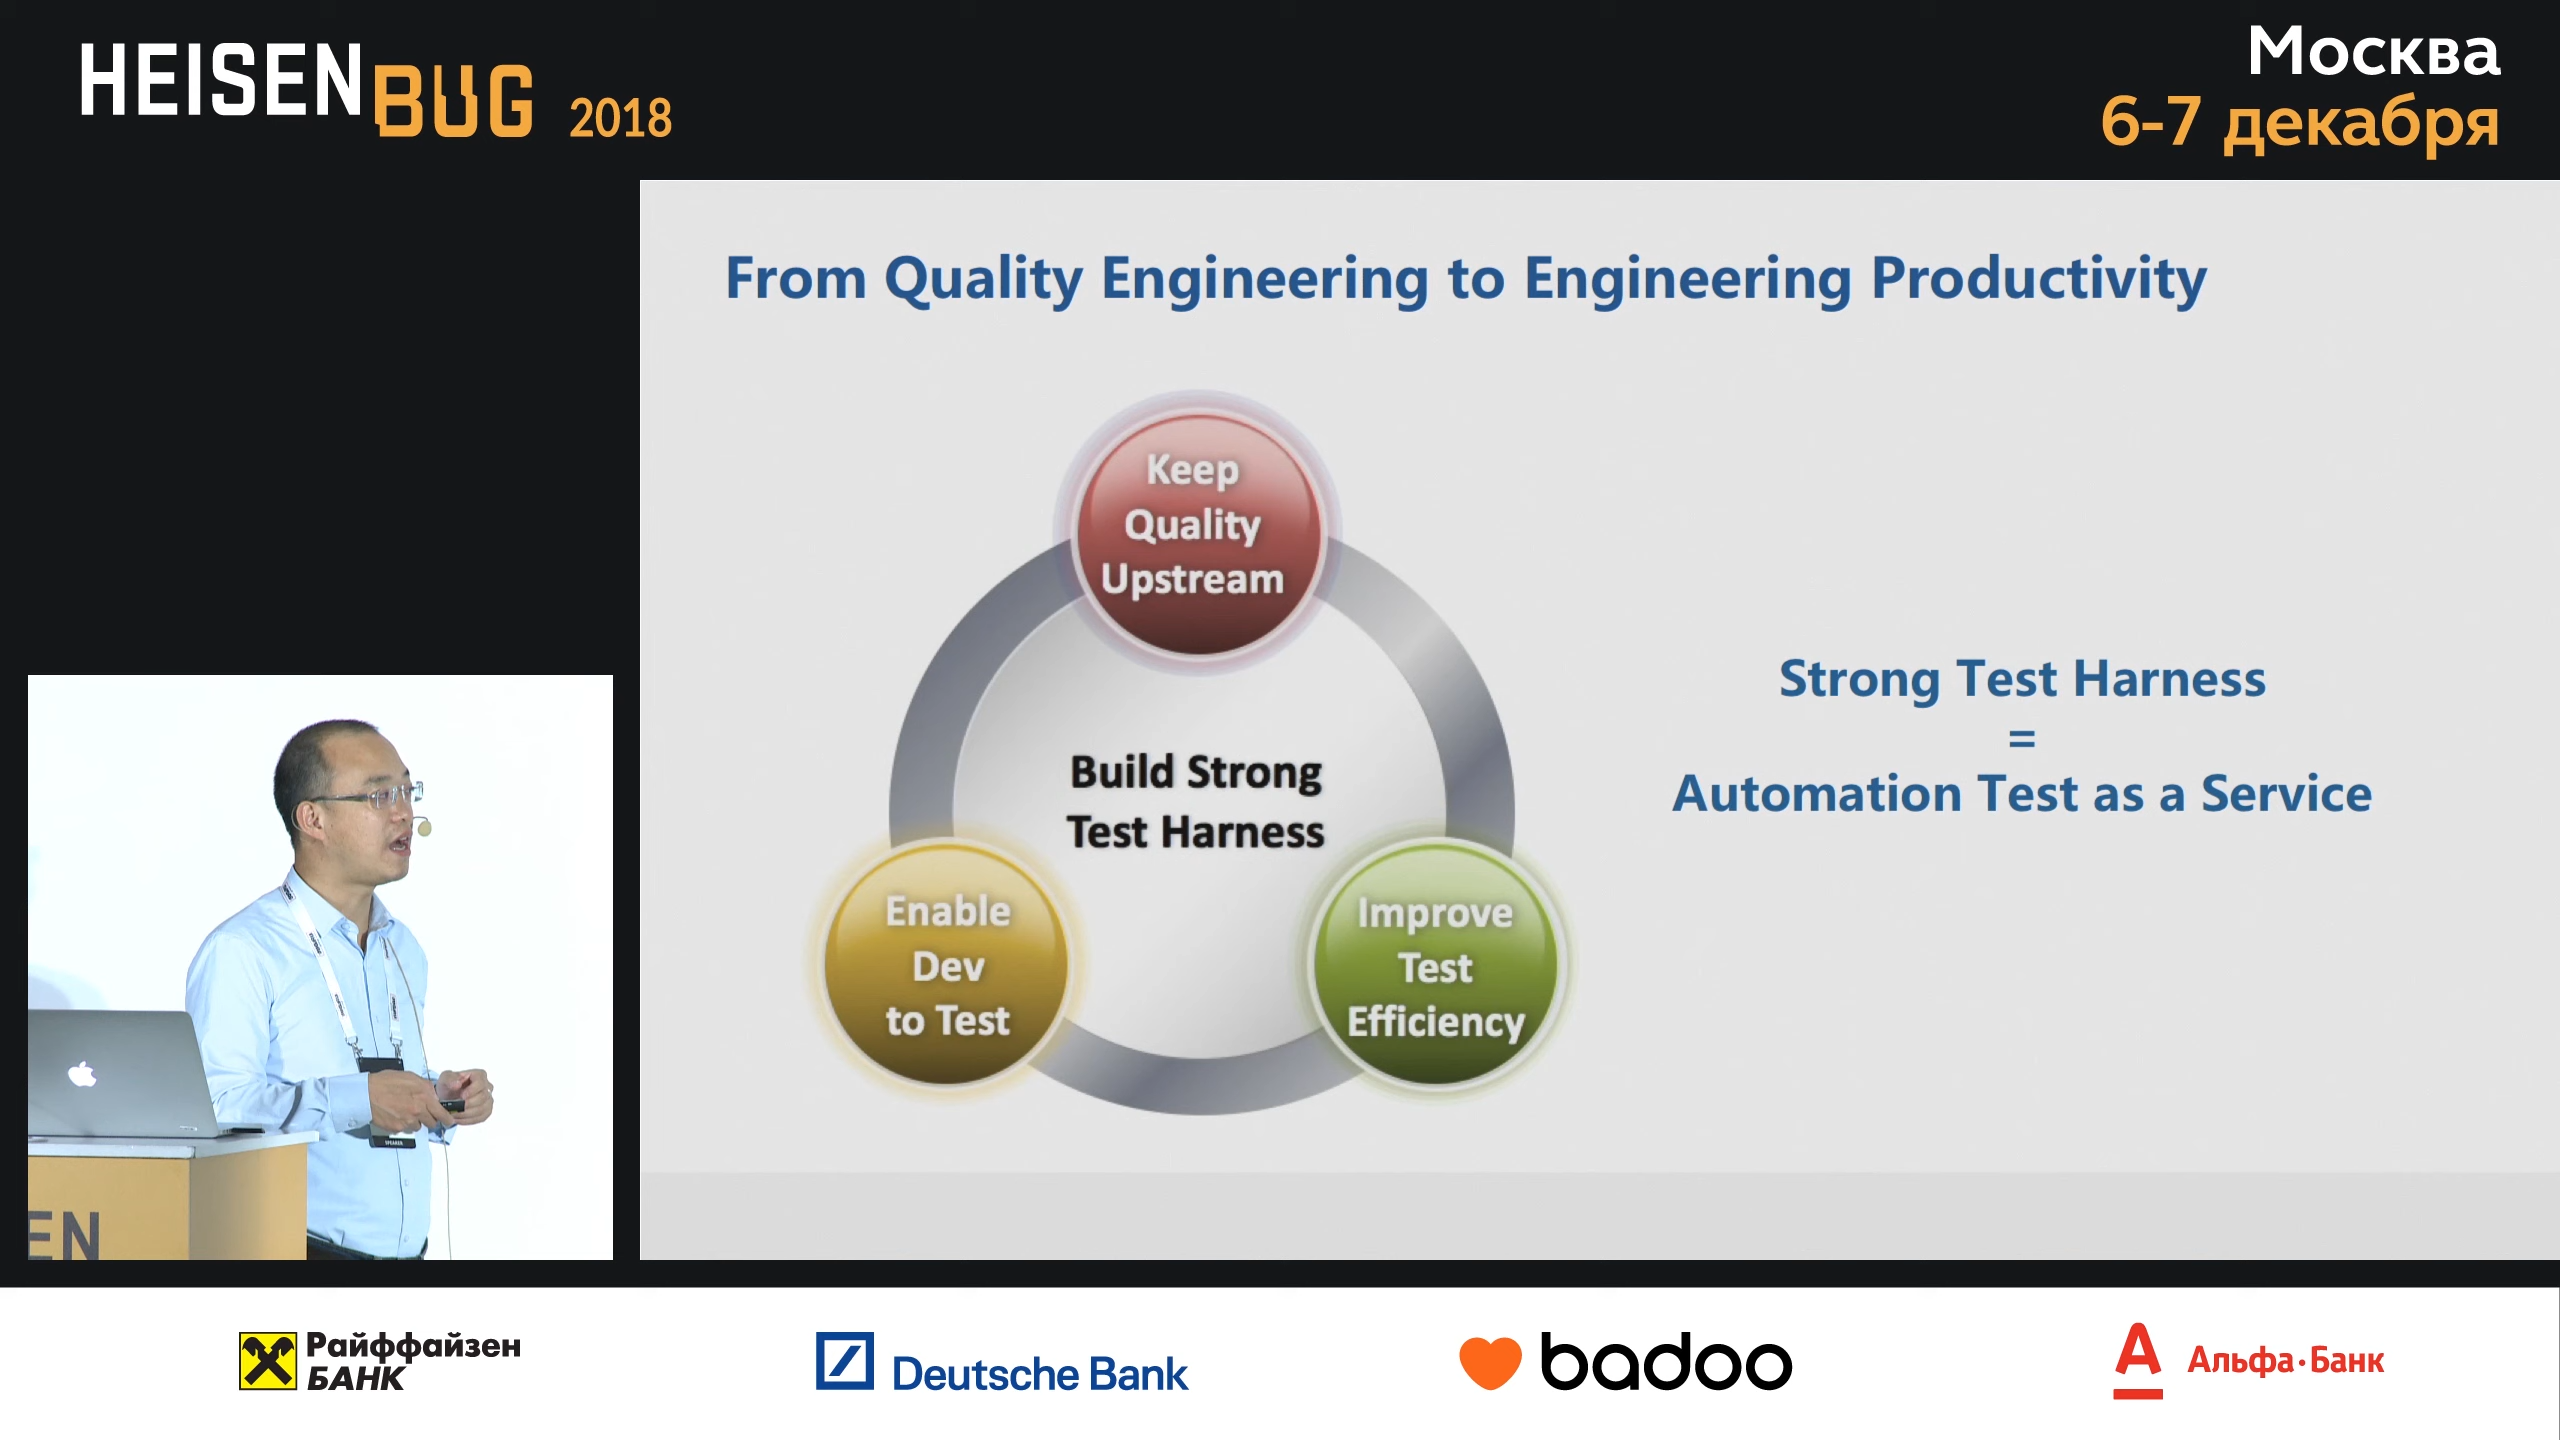 HEISENBUG 2018
Москва
6-7 декабря
From Quality Engineering to Engineering Productivity
Keep
Quality
Upstream
Build Strong
Test Harness
Enable
Dev
to Test
Improve
Test
Efficiency
Strong Test Harness
=
Automation Test as a Service
SPEAKER
EN
Райффайзен
БАНК
Deutsche Bank
badoo
Альфа·Банк